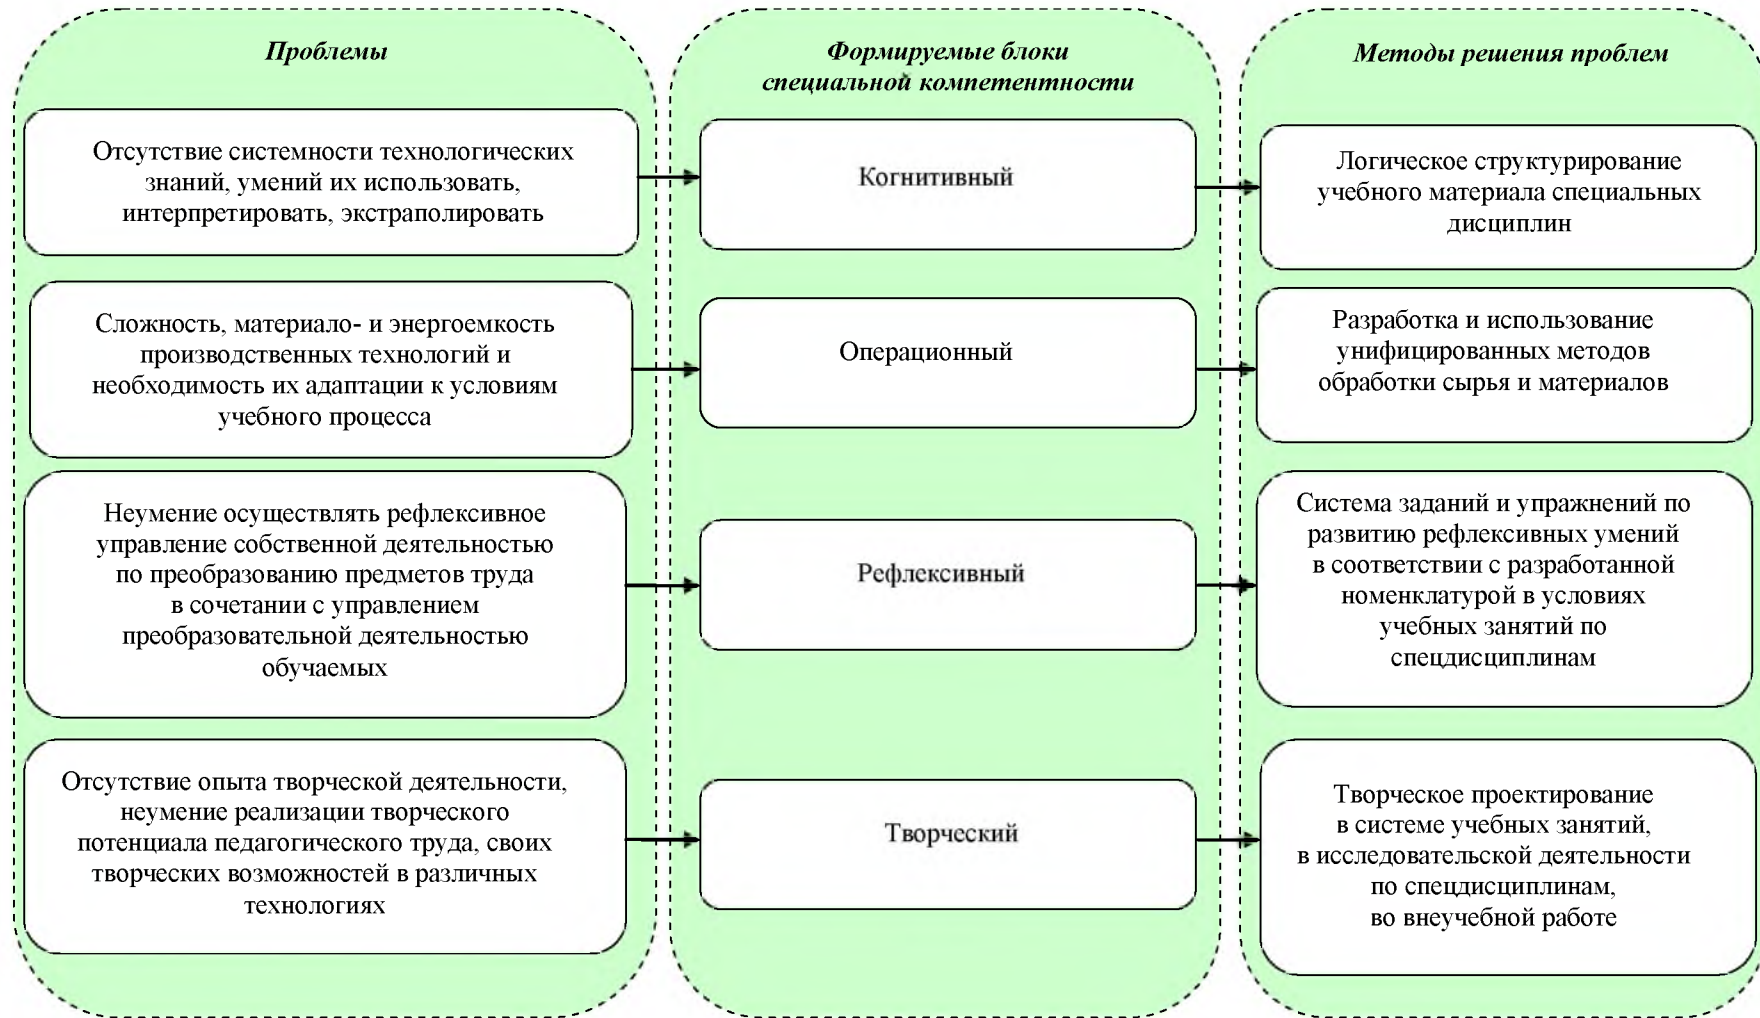 Проблемы
Формируемые блоки
специальной компетентности
Методы решения проблем
Отсутствие системности технологических
знаний, умений их использовать,
интерпретировать, экстраполировать
Когнитивный
Логическое структурирование
учебного материала специальных
дисциплин
Сложность, материало- и энергоемкость
производственных технологий и
необходимость их адаптации к условиям
учебного процесса
Операционный
Разработка и использование
унифицированных методов
обработки сырья и материалов
Неумение осуществлять рефлексивное
управление собственной деятельностью
по преобразованию предметов труда
в сочетании с управлением
преобразовательной деятельностью
обучаемых
Рефлексивный
Система заданий и упражнений по
развитию рефлексивных умений
в соответствии с разработанной
номенклатурой в условиях
учебных занятий по
спецдисциплинам
Отсутствие опыта творческой деятельности,
неумение реализации творческого
потенциала педагогического труда, своих
творческих возможностей в различных
технологиях
Творческий
Творческое проектирование
в системе учебных занятий,
в исследовательской деятельности
по спецдисциплинам,
во внеучебной работе